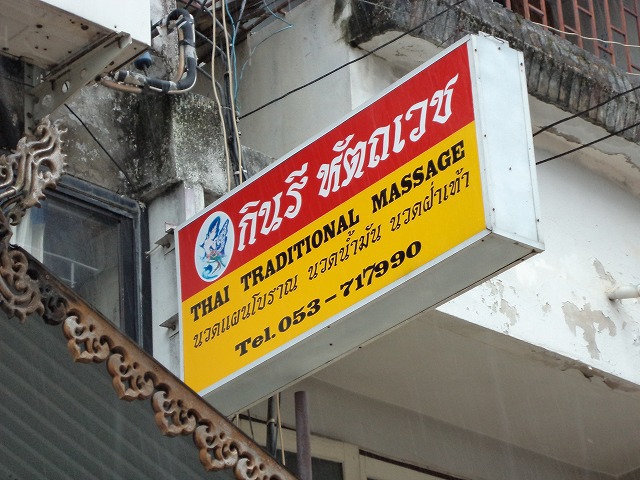 กินรี หัตถเวช
THAI TRADITIONAL MASSAGE
นวดแผนโบราณ นวดน้ำมัน นวดฝ่าเท้า
Tel. 053-717990